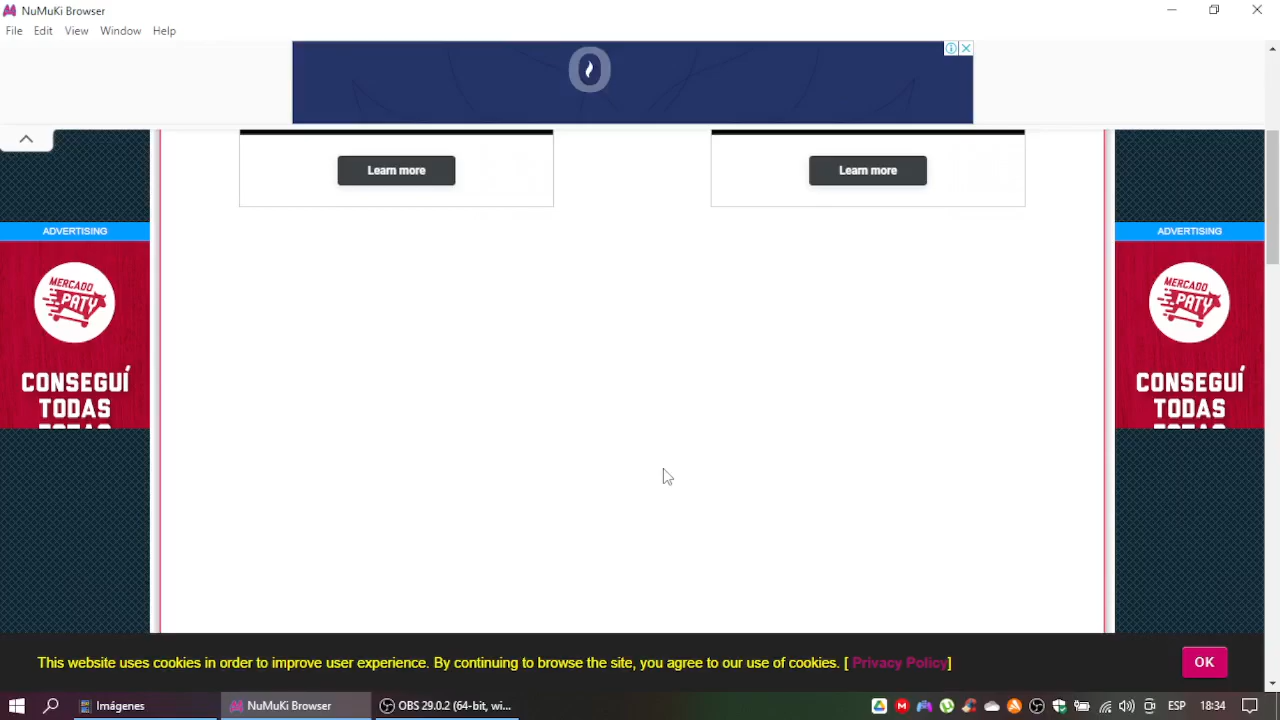 NuMuKi Browser
File Edit View Window Help
Learn more
Learn more
ADVERTISING
MERCADO
PATY
CONSEGUÍ
TODAS
ADVERTISING
MERCADO
PATY
CONSEGUÍ
TODAS
This website uses cookies in order to improve user experience. By continuing to browse the site, you agree to our use of cookies. [ Privacy Policy]
OK
Imágenes
NuMuKi Browser
OBS 29.0.2 (64-bit, wi...
ESP
18:34